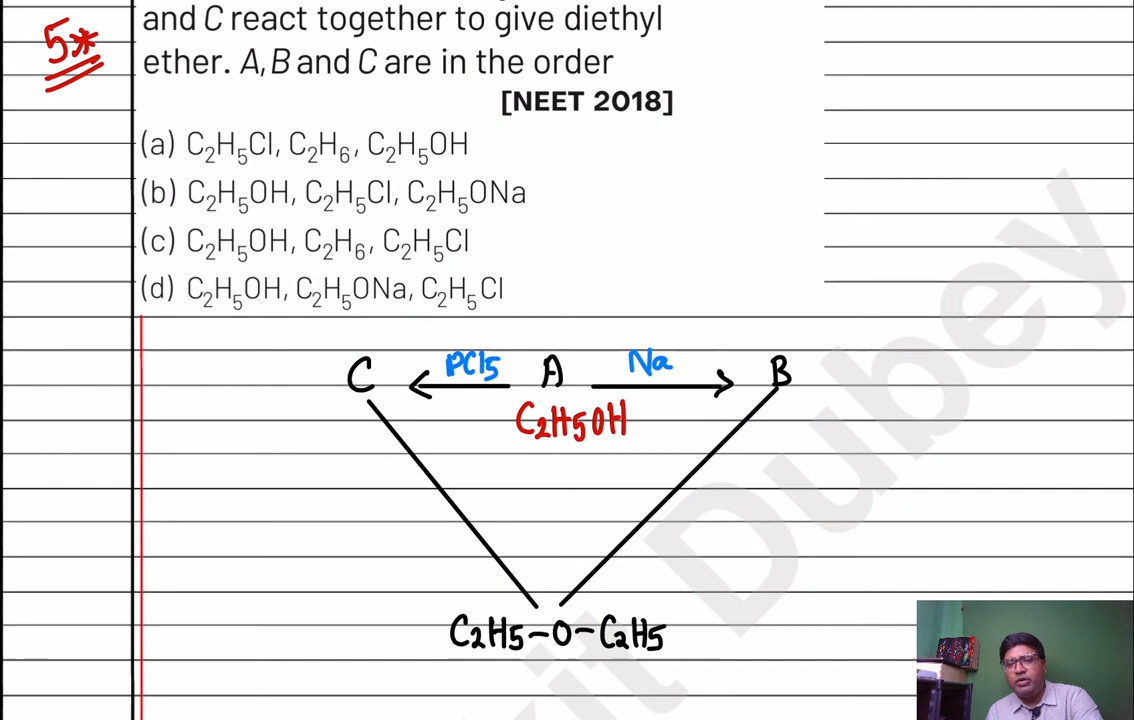 5*
and C react together to give diethyl
ether. A, B and C are in the order
[NEET 2018]
(a) C₂H₅Cl, C₂H₆, C₂H₅OH
(b) C₂H₅OH, C₂H₅Cl, C₂H₅ONa
(c) C₂H₅OH, C₂H₆, C₂H₅Cl
(d) C₂H₅OH, C₂H₅ONa, C₂H₅Cl
C PCl5 A Na B
C2H5OH
C2H5-O-C2H5
Dubey